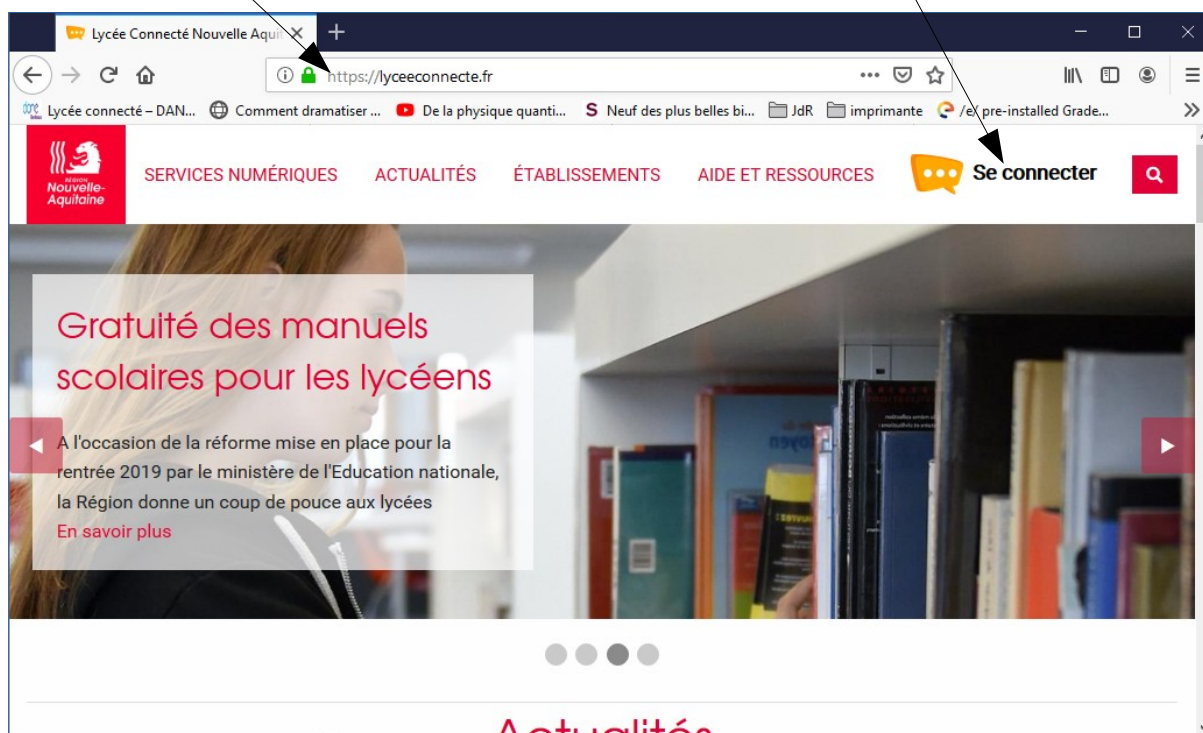 Lycée Connecté Nouvelle Aquit
https://lyceeconnecte.fr
Lycée connecté – DAN... Comment dramatiser ... De la physique quanti... Neuf des plus belles bi... JdR imprimante /e/ pre-installed Grade...
RÉGION
Nouvelle-
Aquitaine
SERVICES NUMÉRIQUES ACTUALITÉS ÉTABLISSEMENTS AIDE ET RESSOURCES Se connecter
Gratuité des manuels
scolaires pour les lycéens
A l'occasion de la réforme mise en place pour la
rentrée 2019 par le ministère de l'Education nationale,
la Région donne un coup de pouce aux lycées
En savoir plus
Actualités